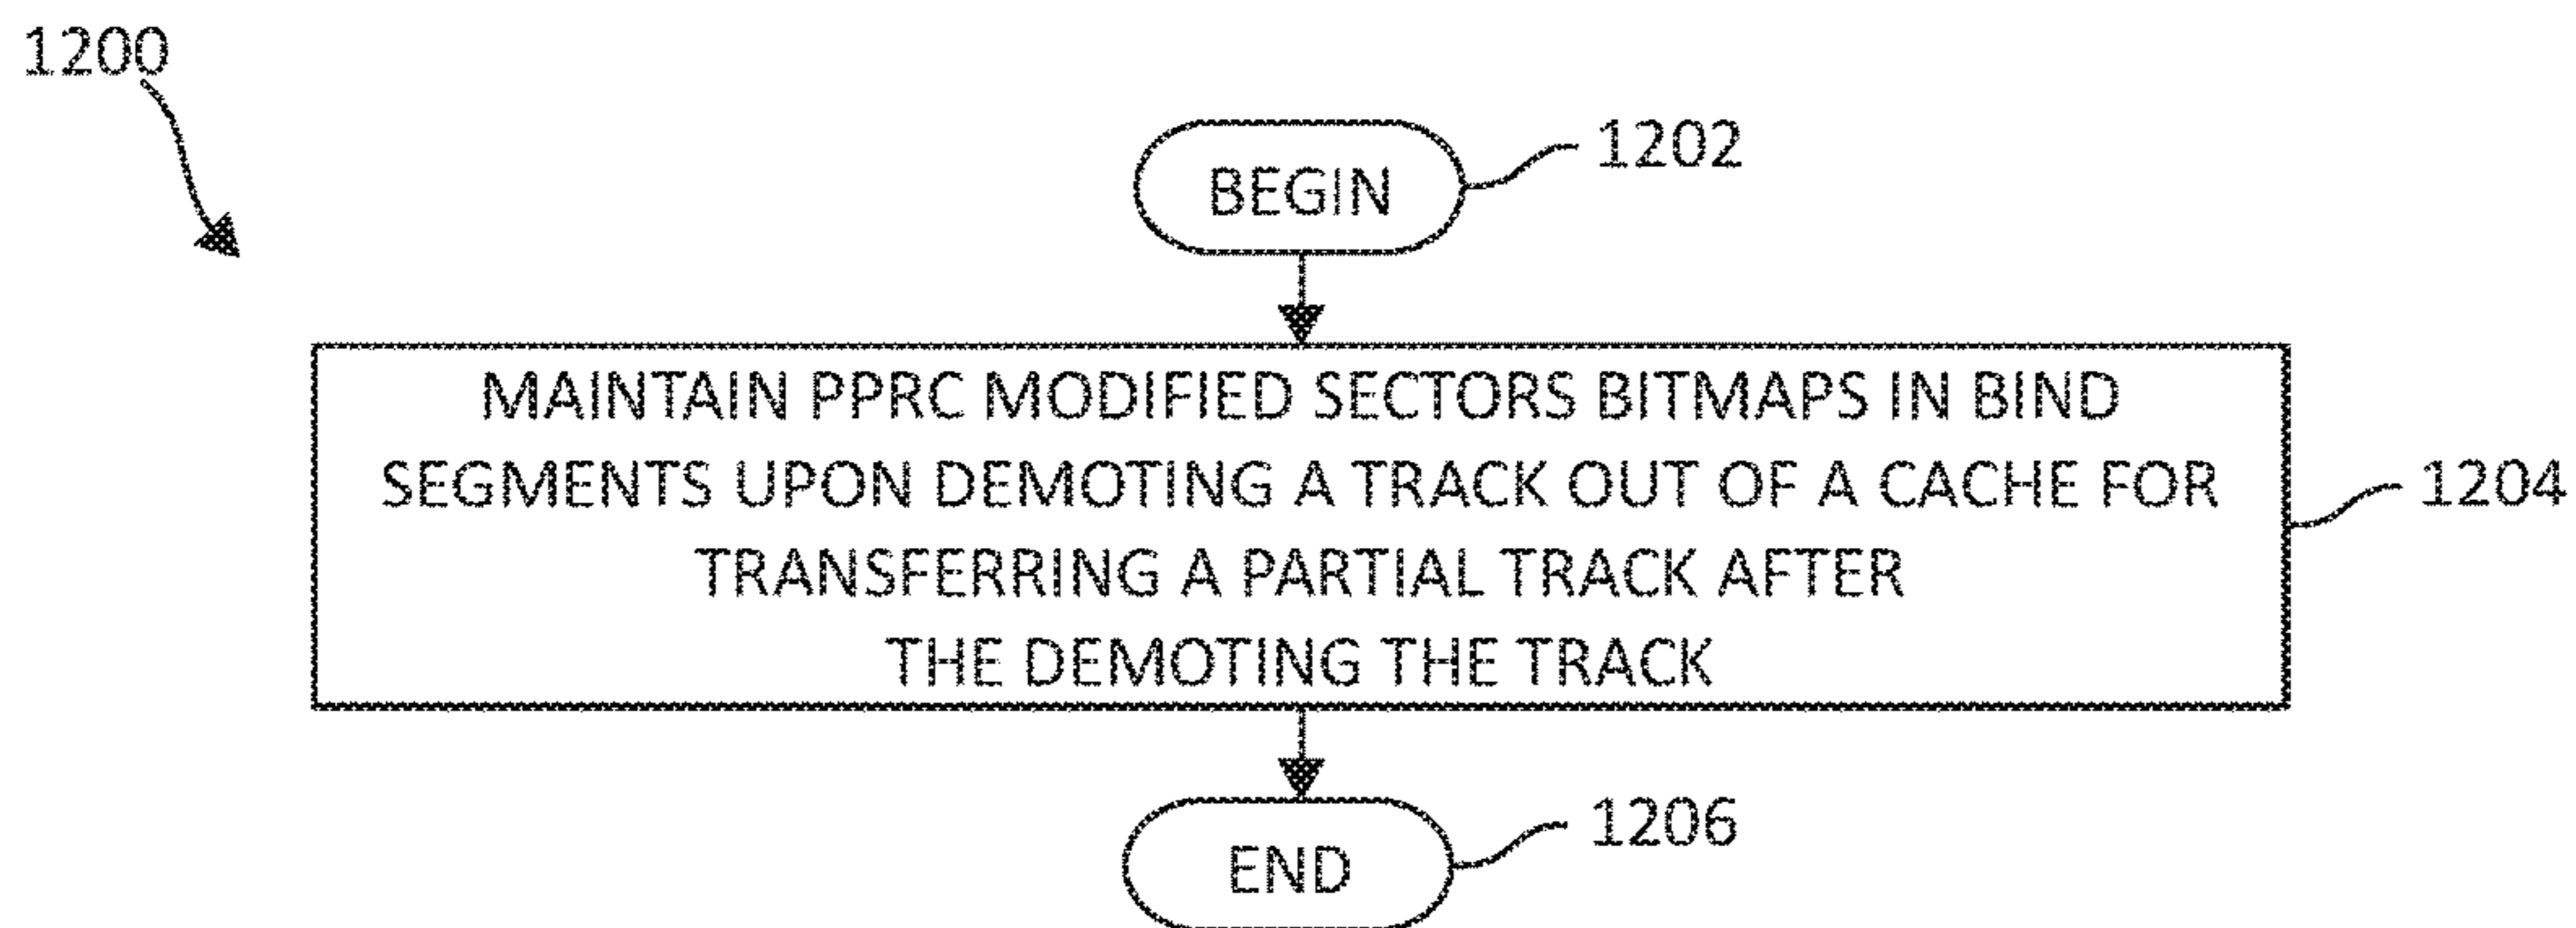 1200
BEGIN
1202
MAINTAIN PPRC MODIFIED SECTORS BITMAPS IN BIND
SEGMENTS UPON DEMOTING A TRACK OUT OF A CACHE FOR
TRANSFERRING A PARTIAL TRACK AFTER
THE DEMOTING THE TRACK
1204
END
1206